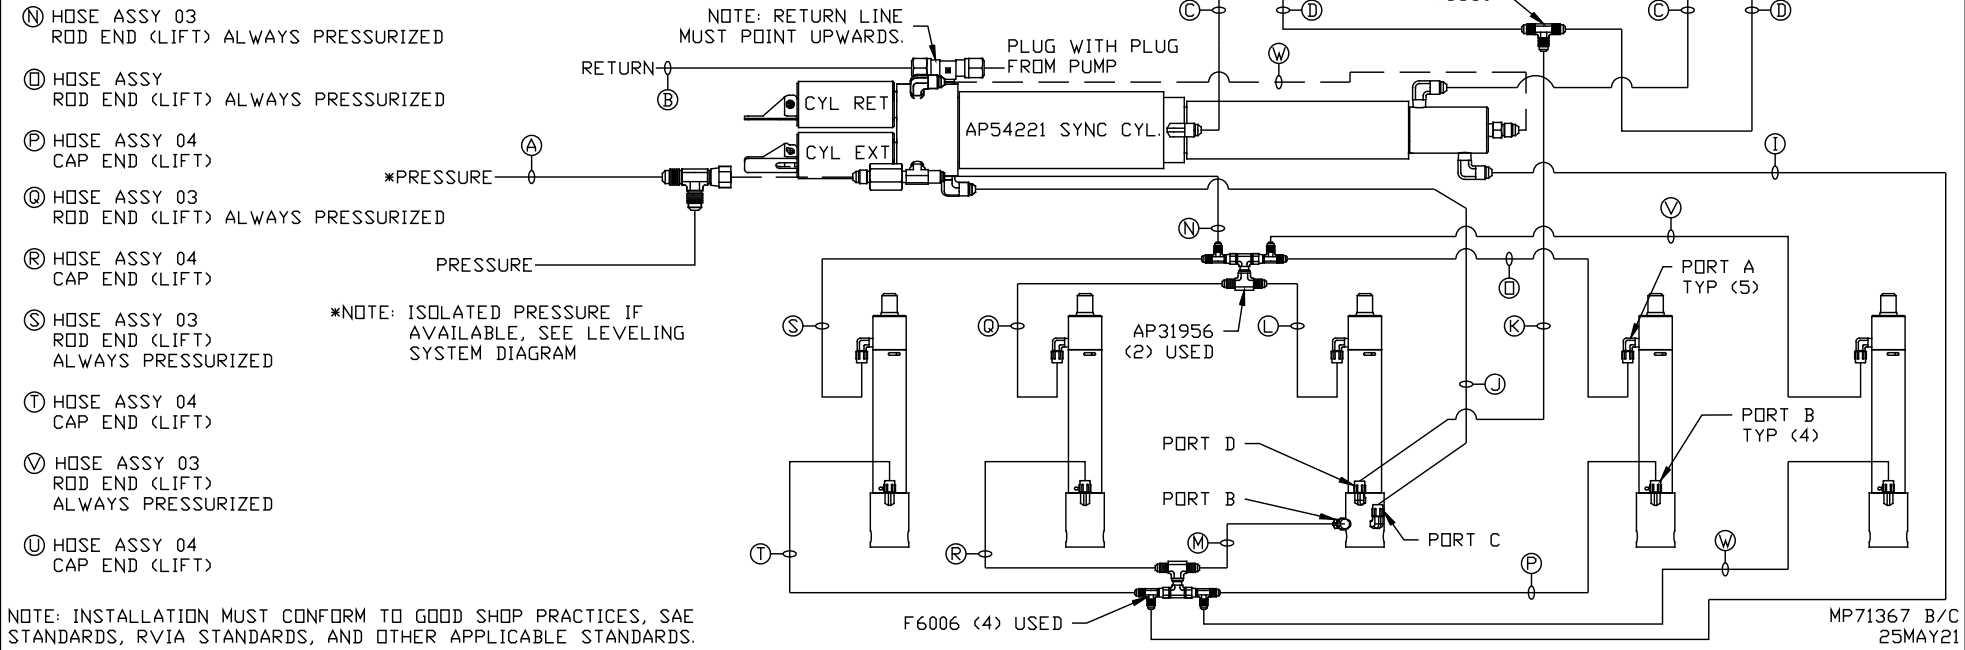 N HOSE ASSY 03
ROD END (LIFT) ALWAYS PRESSURIZED
O HOSE ASSY
ROD END (LIFT) ALWAYS PRESSURIZED
P HOSE ASSY 04
CAP END (LIFT)
Q HOSE ASSY 03
ROD END (LIFT) ALWAYS PRESSURIZED
R HOSE ASSY 04
CAP END (LIFT)
S HOSE ASSY 03
ROD END (LIFT)
ALWAYS PRESSURIZED
T HOSE ASSY 04
CAP END (LIFT)
V HOSE ASSY 03
ROD END (LIFT)
ALWAYS PRESSURIZED
U HOSE ASSY 04
CAP END (LIFT)
NOTE: INSTALLATION MUST CONFORM TO GOOD SHOP PRACTICES, SAE
STANDARDS, RVIA STANDARDS, AND OTHER APPLICABLE STANDARDS.
NOTE: RETURN LINE
MUST POINT UPWARDS.
RETURN
B
PLUG WITH PLUG
FROM PUMP
C
D
W
C
D
CYL RET
CYL EXT
AP54221 SYNC CYL.
A
*PRESSURE
PRESSURE
*NOTE: ISOLATED PRESSURE IF
AVAILABLE, SEE LEVELING
SYSTEM DIAGRAM
I
N
V
O
PORT A
TYP (5)
S
Q
AP31956
(2) USED
L
K
J
PORT B
TYP (4)
PORT D
PORT B
PORT C
T
R
M
P
W
F6006 (4) USED
MP71367 B/C
25MAY21